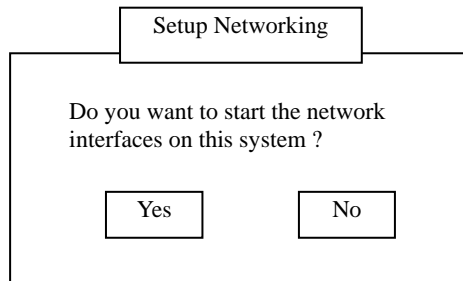 Setup Networking
Do you want to start the network
interfaces on this system ?
Yes
No